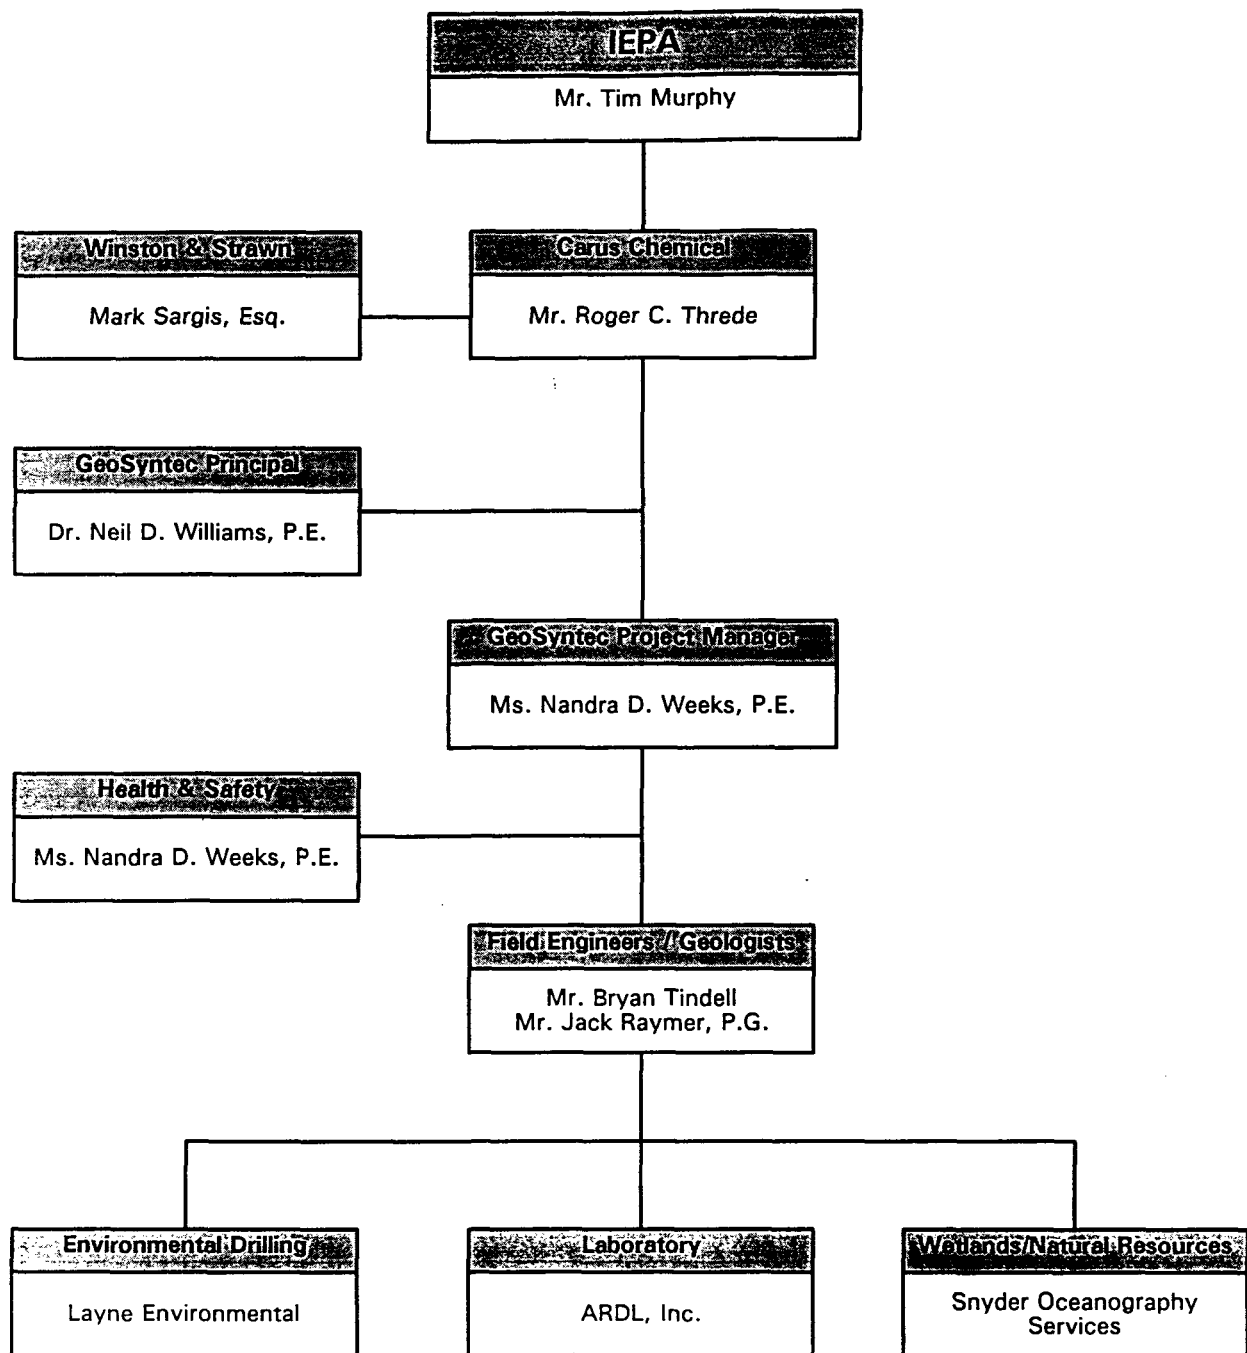 IEPA
Mr. Tim Murphy
Winston & Strawn
Mark Sargis, Esq.
Carus Chemical
Mr. Roger C. Threde
GeoSyntec Principal
Dr. Neil D. Williams, P.E.
GeoSyntec Project Manager
Ms. Nandra D. Weeks, P.E.
Health & Safety
Ms. Nandra D. Weeks, P.E.
Field Engineers / Geologists
Mr. Bryan Tindell
Mr. Jack Raymer, P.G.
Environmental Drilling
Layne Environmental
Laboratory
ARDL, Inc.
Wetlands/Natural Resources
Snyder Oceanography
Services